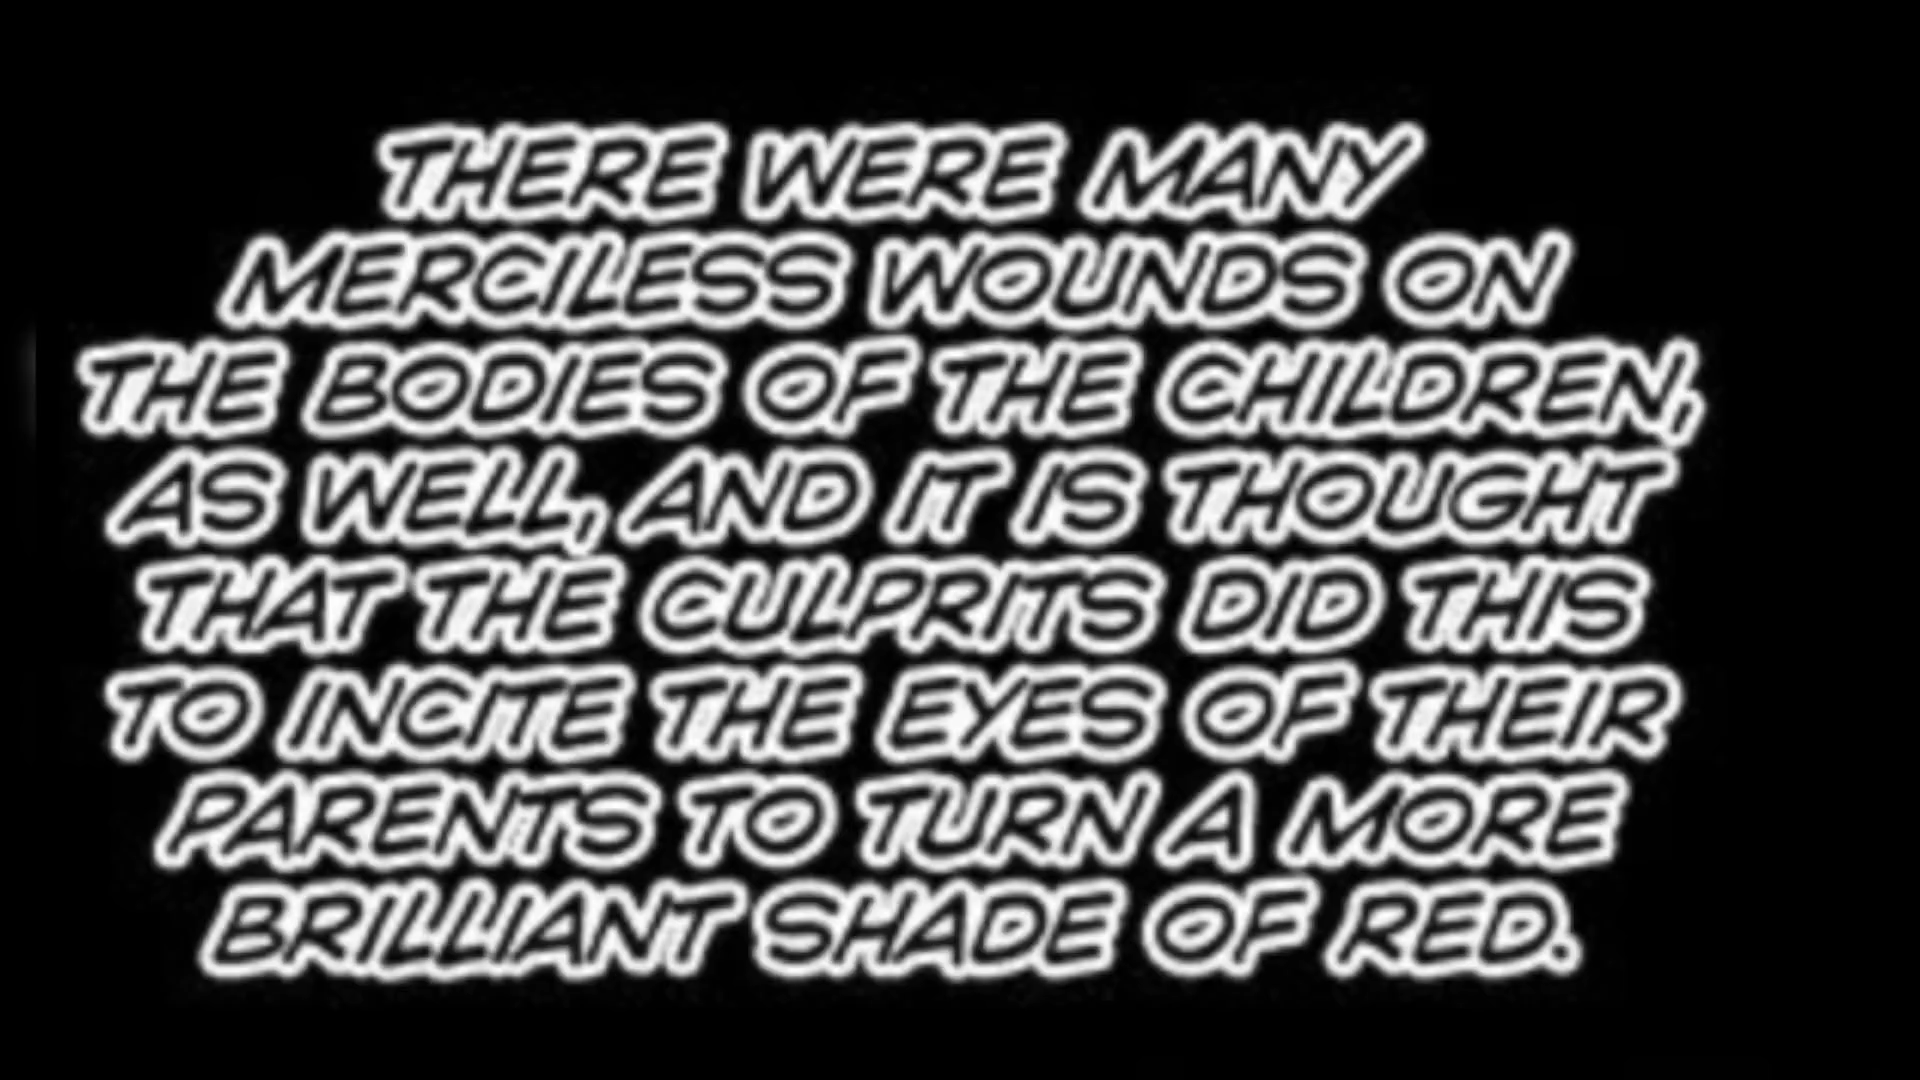 THERE WERE MANY
MERCILESS WOUNDS ON
THE BODIES OF THE CHILDREN,
AS WELL, AND IT IS THOUGHT
THAT THE CULPRITS DID THIS
TO INCITE THE EYES OF THEIR
PARENTS TO TURN A MORE
BRILLIANT SHADE OF RED.